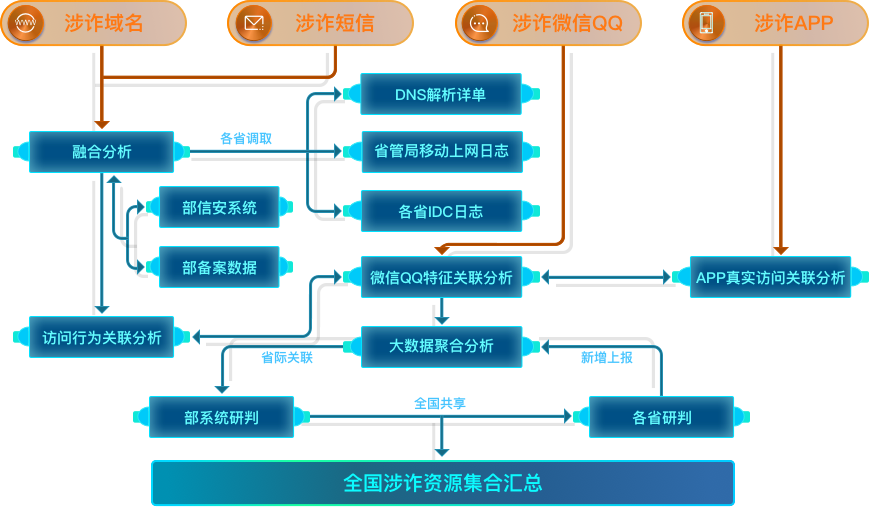 涉诈域名
涉诈短信
涉诈微信QQ
涉诈APP
DNS解析详单
各省调取
融合分析
省管局移动上网日志
部信安系统
各省IDC日志
部备案数据
微信QQ特征关联分析
APP真实访问关联分析
访问行为关联分析
大数据聚合分析
省际关联
新增上报
部系统研判
全国共享
各省研判
全国涉诈资源集合汇总